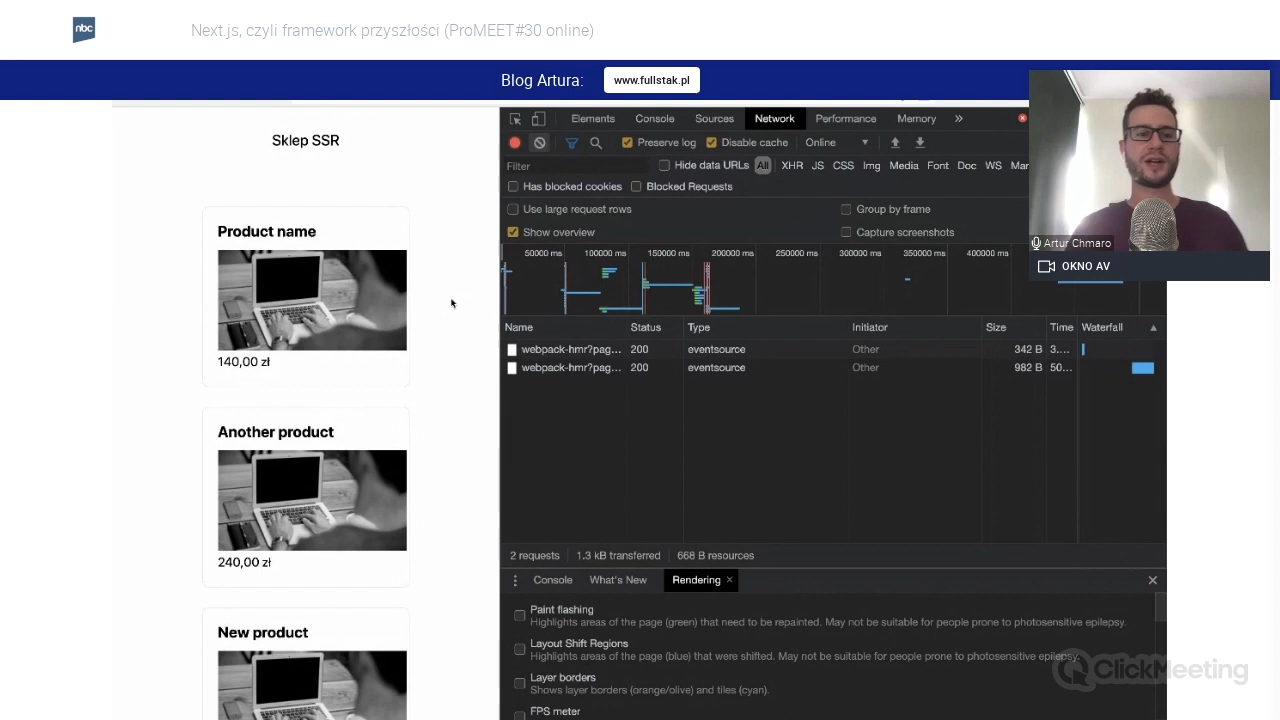 nbc
Next.js, czyli framework przyszłości (ProMEET#30 online)
Blog Artura: www.fullstak.pl
Sklep SSR
Product name
140,00 zł
Another product
240,00 zł
New product
Elements Console Sources Network Performance Memory »
Preserve log Disable cache Online
Filter Hide data URLs All XHR JS CSS Img Media Font Doc WS Mar
Has blocked cookies Blocked Requests
Use large request rows Group by frame
Show overview Capture screenshots
50000 ms 100000 ms 150000 ms 200000 ms 250000 ms 300000 ms 350000 ms 400000 ms
Name Status Type Initiator Size Time Waterfall
webpack-hmr?pag... 200 eventsource Other 342 B 3....
webpack-hmr?pag... 200 eventsource Other 982 B 50...
2 requests 1.3 kB transferred 668 B resources
Console What's New Rendering ×
Paint flashing
Highlights areas of the page (green) that need to be repainted. May not be suitable for people prone to photosensitive epilepsy.
Layout Shift Regions
Highlights areas of the page (blue) that were shifted. May not be suitable for people prone to photosensitive epilepsy.
Layer borders
Shows layer borders (orange/olive) and tiles (cyan).
FPS meter
Artur Chmaro
OKNO AV
ClickMeeting